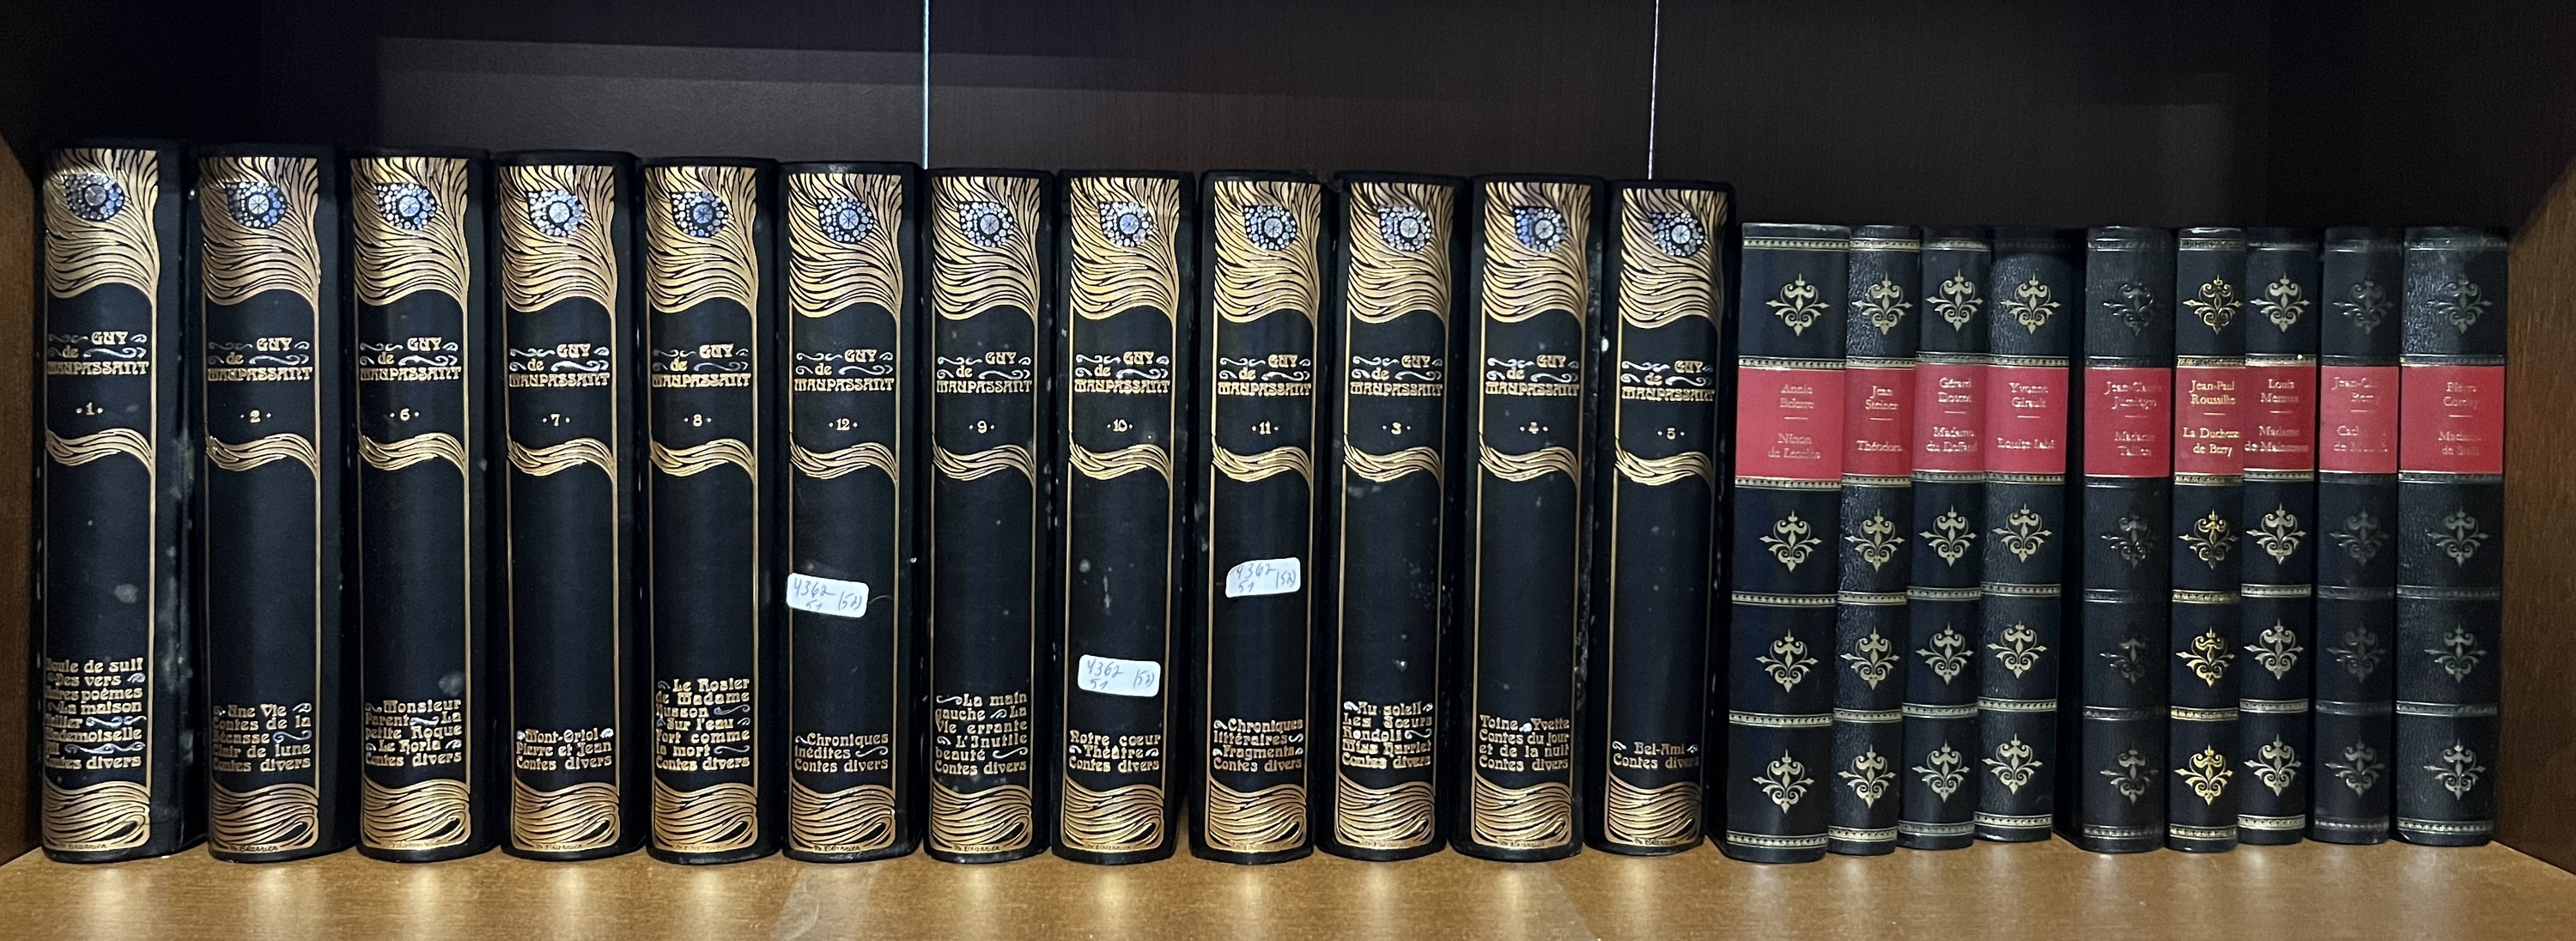 GUY
de
MAUPASSANT
·1·
Boule de suif
Des vers
Autres poèmes
La maison
Tellier
Mademoiselle
Fifi
Contes divers
GUY
de
MAUPASSANT
·2·
Une Vie
Contes de la
Bécasse
Clair de lune
Contes divers
GUY
de
MAUPASSANT
·6·
Monsieur
Parent La
petite Roque
Le Horla
Contes divers
GUY
de
MAUPASSANT
·7·
Mont-Oriol
Pierre et Jean
Contes divers
GUY
de
MAUPASSANT
·8·
Le Rosier
de Madame
Husson
Sur l'eau
Fort comme
la mort
Contes divers
GUY
de
MAUPASSANT
·12·
4362
51 (52)
Chroniques
inédites
Contes divers
GUY
de
MAUPASSANT
·9·
La main
gauche La
Vie errante
L'Inutile
beauté
Contes divers
GUY
de
MAUPASSANT
·10·
4362
51 (52)
Notre cœur
Théâtre
Contes divers
GUY
de
MAUPASSANT
·11·
4362
51 (52)
Chroniques
littéraires
Fragments
Contes divers
GUY
de
MAUPASSANT
·3·
Au soleil
Les Sœurs
Rondoli
Miss Harriet
Contes divers
GUY
de
MAUPASSANT
·4·
Toine Yvette
Contes du jour
et de la nuit
Contes divers
GUY
de
MAUPASSANT
·5·
Bel-Ami
Contes divers
Annie
Ninon
de Lenclos
Jean
Steiner
Théodora
Gérard
Doscot
Madame
du Deffand
Yvonne
Girault
Louise Labé
Madame
Tallien
Jean-Paul
Roussille
La Duchesse
de Berry
Louis
Mermaz
Madame
de Maintenon
Pierre
Madame
de Staël